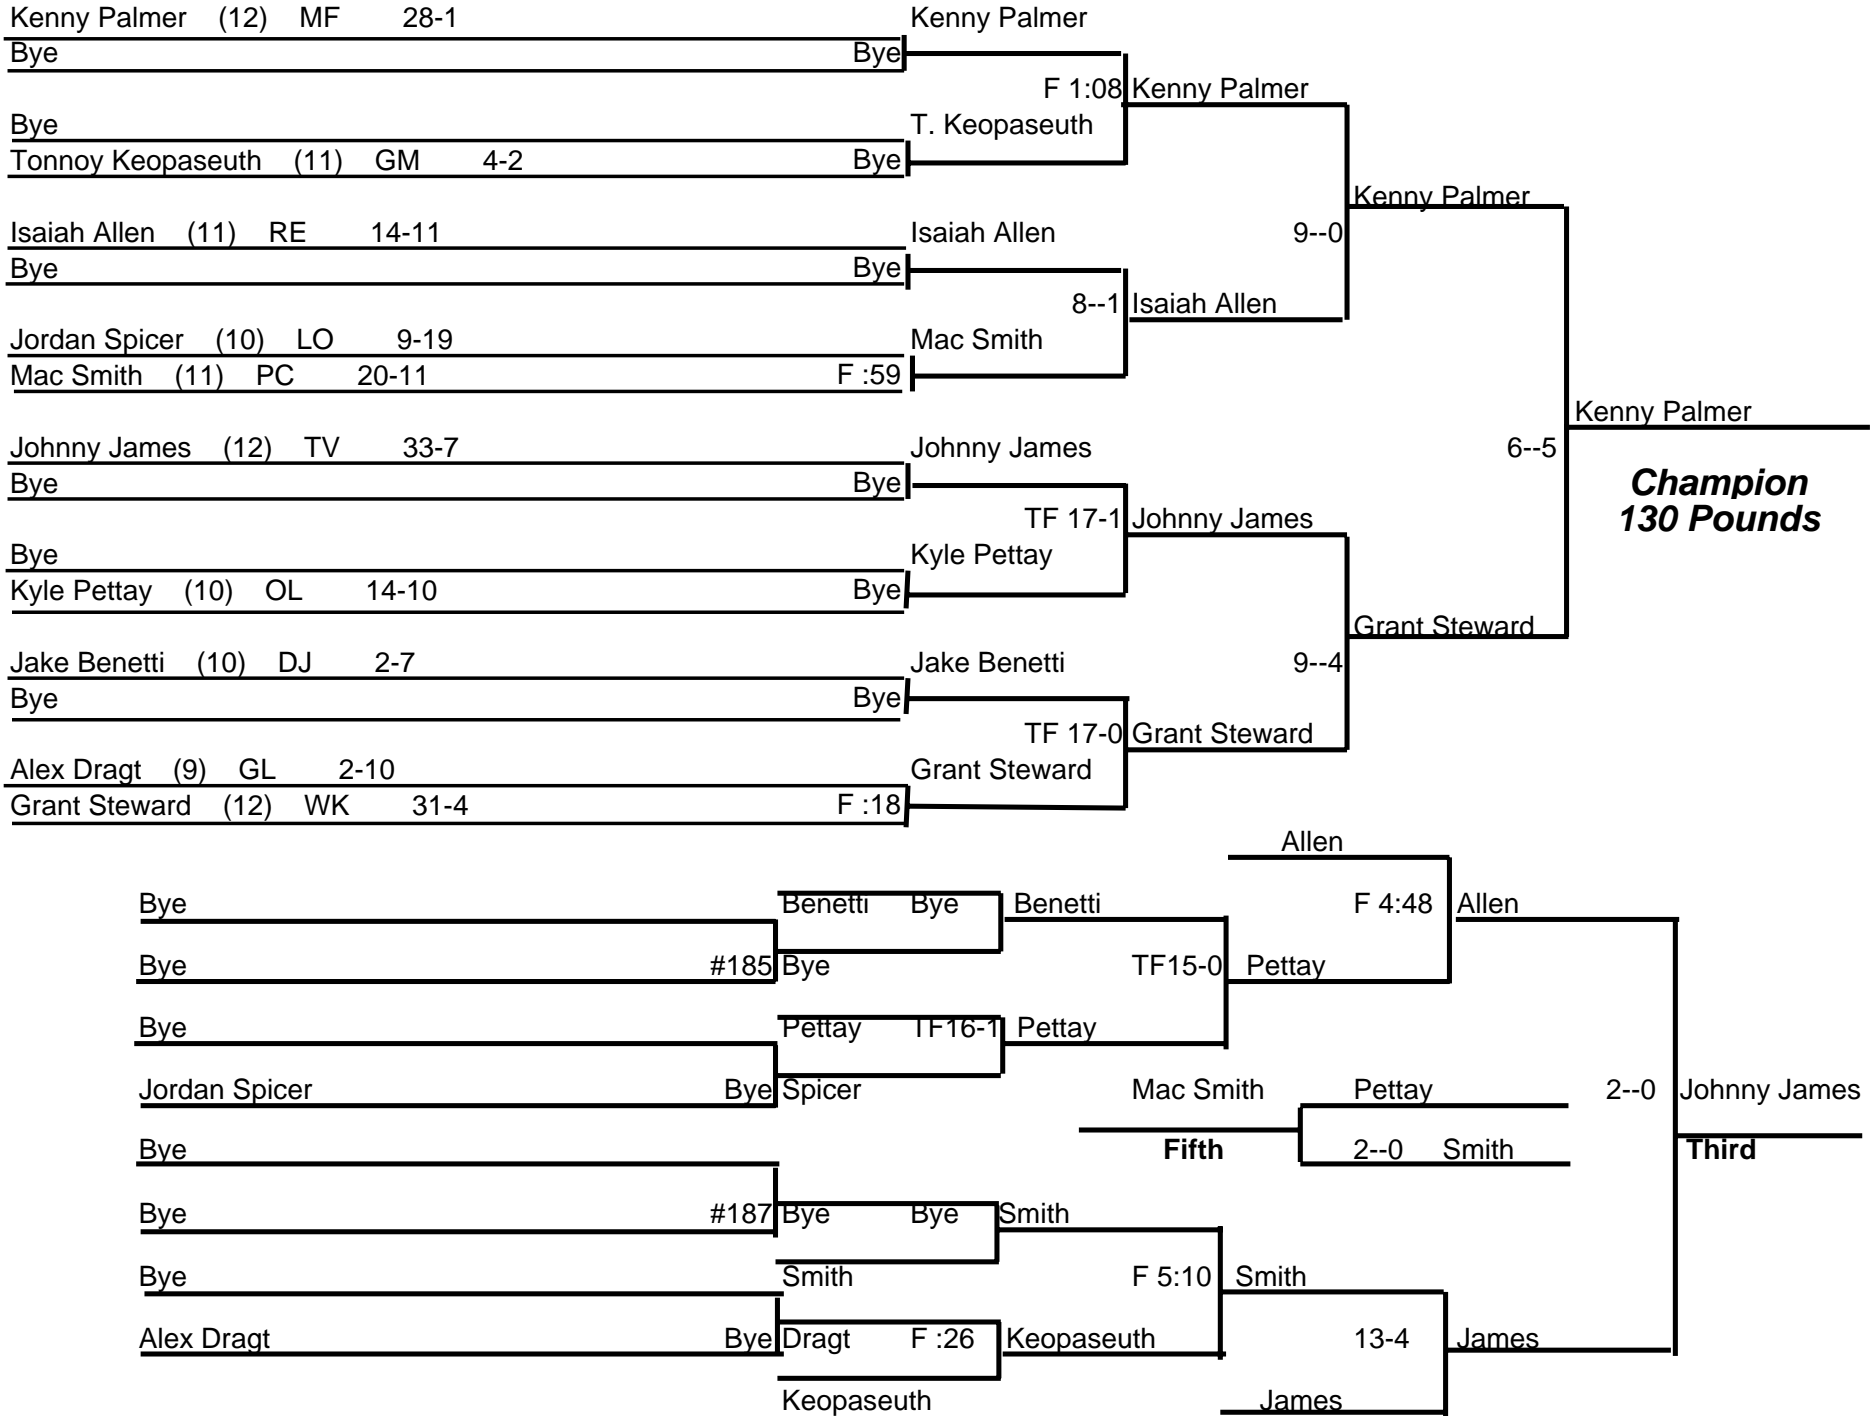 Kenny Palmer (12) MF 28-1 Kenny Palmer
Bye Bye
F 1:08 Kenny Palmer
Bye T. Keopaseuth
Tonnoy Keopaseuth (11) GM 4-2 Bye
Kenny Palmer
Isaiah Allen (11) RE 14-11 Isaiah Allen 9--0
Bye Bye
8--1 Isaiah Allen
Jordan Spicer (10) LO 9-19 Mac Smith
Mac Smith (11) PC 20-11 F :59
Kenny Palmer
Johnny James (12) TV 33-7 Johnny James 6--5
Bye Bye Champion
TF 17-1 Johnny James 130 Pounds
Bye Kyle Pettay
Kyle Pettay (10) OL 14-10 Bye
Grant Steward
Jake Benetti (10) DJ 2-7 Jake Benetti 9--4
Bye Bye
TF 17-0 Grant Steward
Alex Dragt (9) GL 2-10 Grant Steward
Grant Steward (12) WK 31-4 F :18
Allen
Bye Benetti Bye Benetti F 4:48 Allen
Bye #185 Bye TF15-0 Pettay
Bye Pettay TF16-1 Pettay
Jordan Spicer Bye Spicer Mac Smith Pettay 2--0 Johnny James
Bye Fifth 2--0 Smith Third
Bye #187 Bye Bye Smith
Bye Smith F 5:10 Smith
Alex Dragt Bye Dragt F :26 Keopaseuth 13-4 James
Keopaseuth James